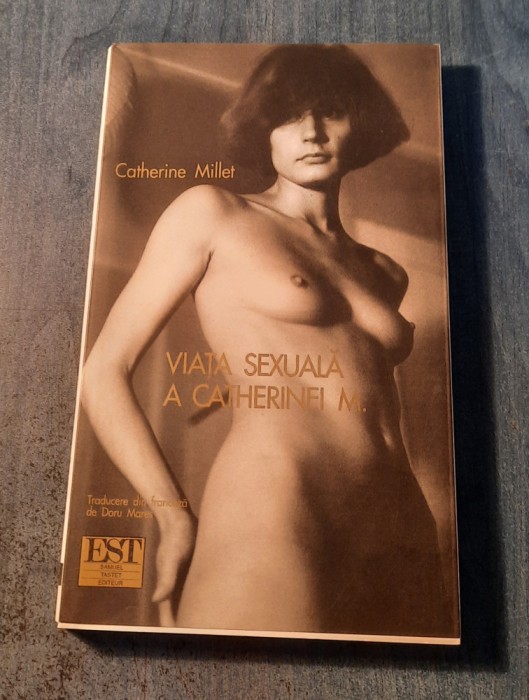 Catherine Millet
VIAȚA SEXUALĂ
A CATHERINEI M.
Traducere din franceză
de Doru Mareș
EST
SAMUEL
TASTET
EDITEUR